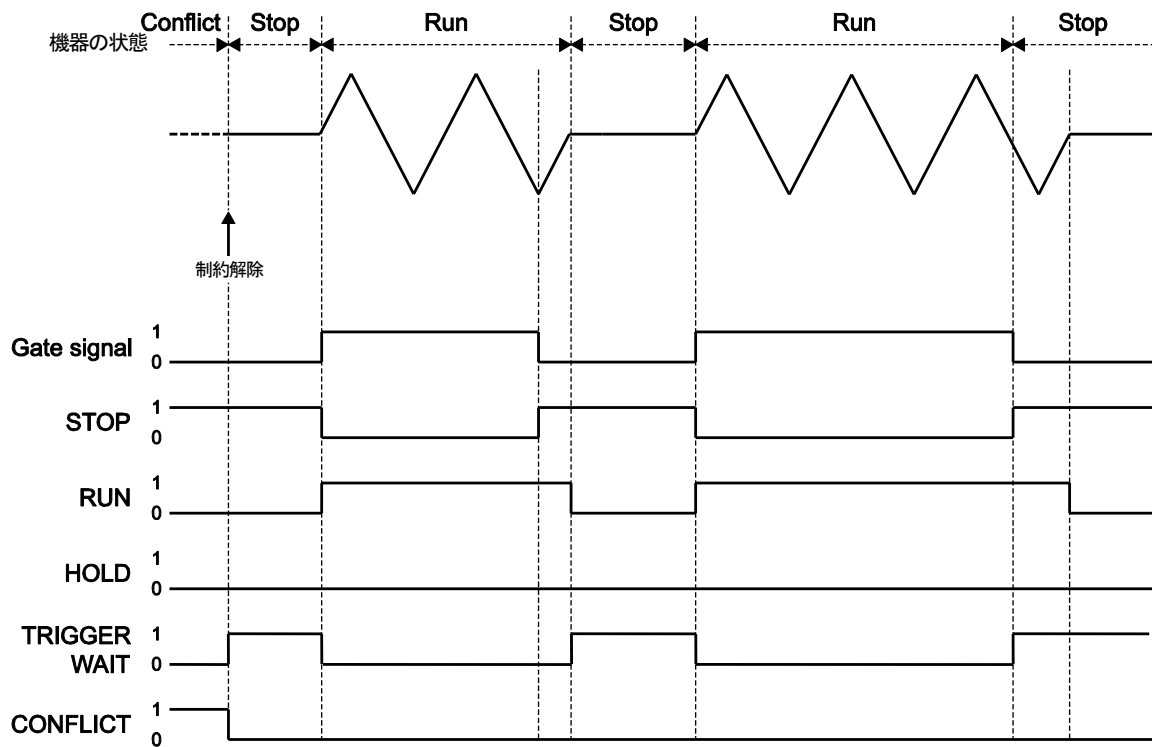 Conflict Stop Run Stop Run Stop
機器の状態
制約解除
Gate signal 1
0
STOP 1
0
RUN 1
0
HOLD 1
0
TRIGGER WAIT 1
0
CONFLICT 1
0